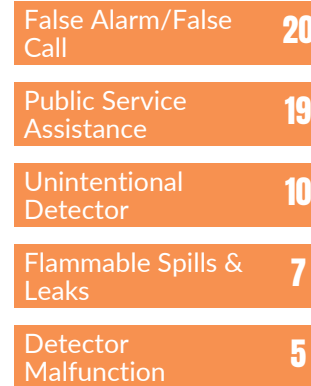 False Alarm/False
Call
20
Public Service
Assistance
19
Unintentional
Detector
10
Flammable Spills &
Leaks
7
Detector
Malfunction
5